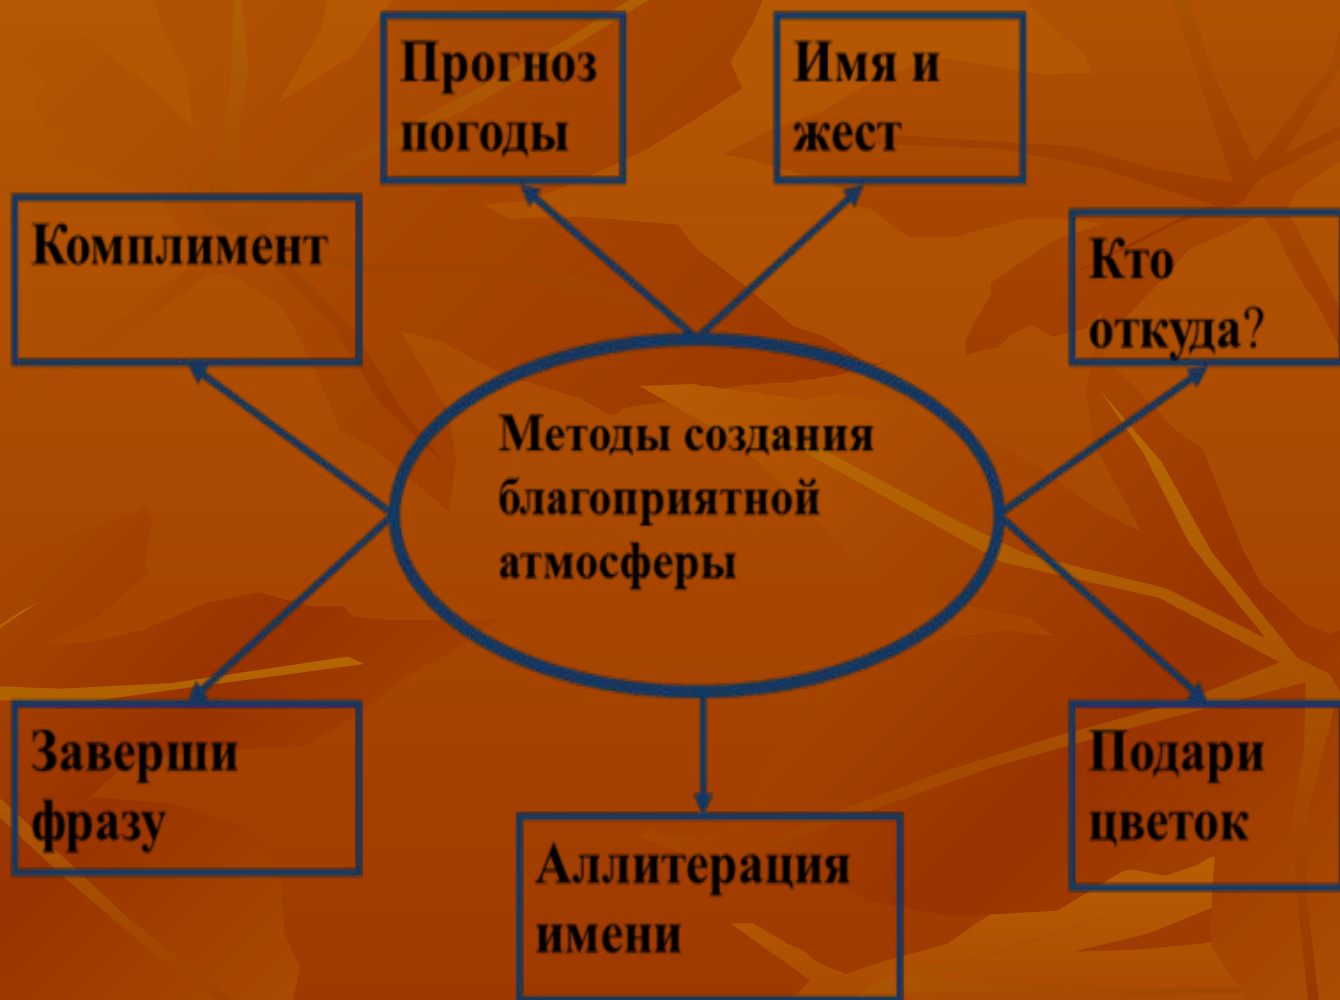 Прогноз
погоды
Имя и
жест
Комплимент
Кто
откуда?
Методы создания
благоприятной
атмосферы
Заверши
фразу
Подари
цветок
Аллитерация
имени